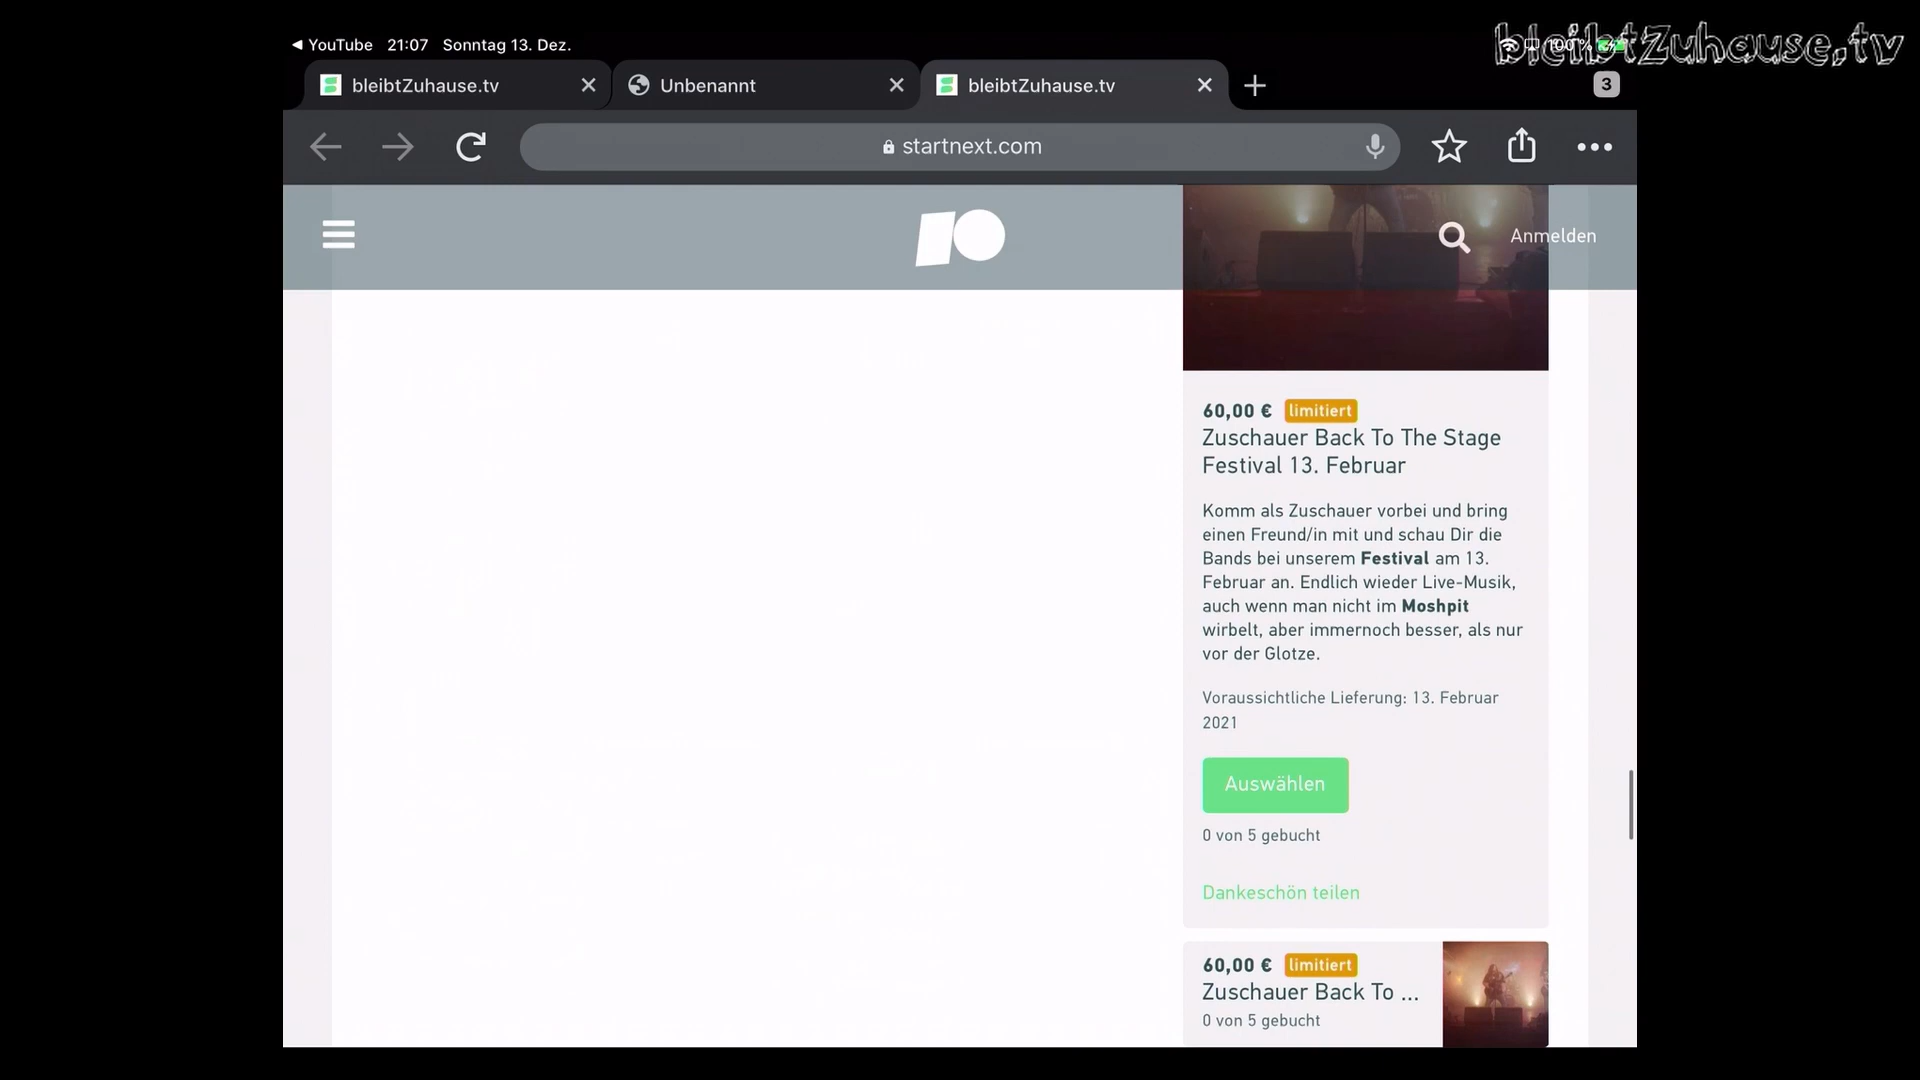 bleibtZuhause.tv
YouTube 21:07 Sonntag 13. Dez. 100 %
bleibtZuhause.tv Unbenannt bleibtZuhause.tv 3
startnext.com
Anmelden
60,00 € limitiert
Zuschauer Back To The Stage
Festival 13. Februar
Komm als Zuschauer vorbei und bring
einen Freund/in mit und schau Dir die
Bands bei unserem Festival am 13.
Februar an. Endlich wieder Live-Musik,
auch wenn man nicht im Moshpit
wirbelt, aber immernoch besser, als nur
vor der Glotze.
Voraussichtliche Lieferung: 13. Februar
2021
Auswählen
0 von 5 gebucht
Dankeschön teilen
60,00 € limitiert
Zuschauer Back To ...
0 von 5 gebucht